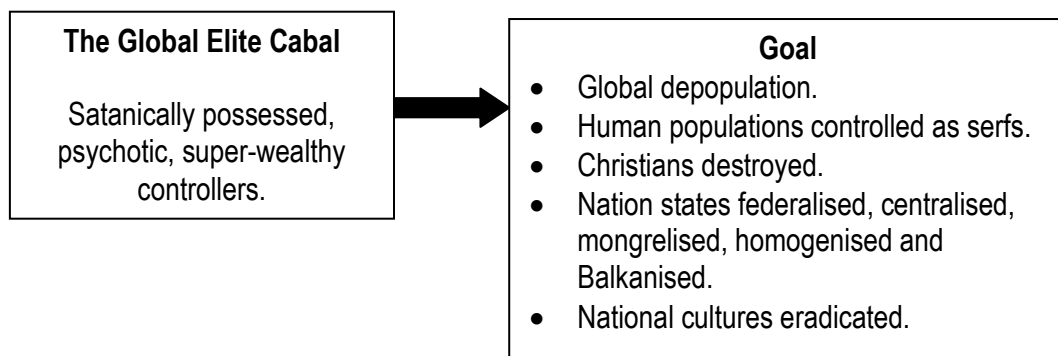 The Global Elite Cabal
Satanically possessed,
psychotic, super-wealthy
controllers.
Goal
• Global depopulation.
• Human populations controlled as serfs.
• Christians destroyed.
• Nation states federalised, centralised,
mongrelised, homogenised and
Balkanised.
• National cultures eradicated.